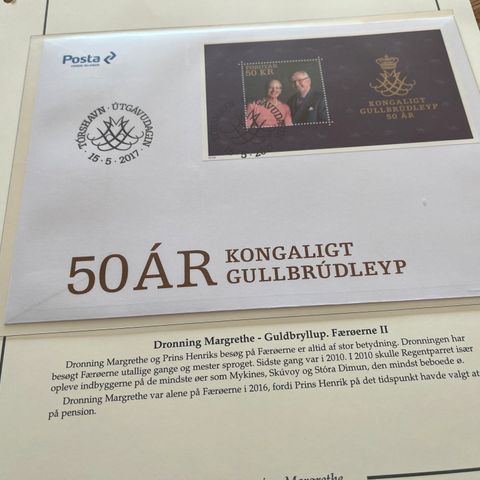 Posta
FØROYAR
50 KR
KONGALIGT
GULLBRÚDLEYP
50 ÁR
TÓRSHAVN · ÚTGÁVUDAGIN
15 · 5 · 2017
50 ÁR KONGALIGT
GULLBRÚDLEYP
Dronning Margrethe - Guldbryllup. Færøerne II
Dronning Margrethe og Prins Henriks besøg på Færøerne er altid af stor betydning. Dronningen har
besøgt Færøerne utallige gange og mester sproget. Sidste gang var i 2010. I 2010 skulle Regentparret især
opleve indbyggerne på de mindste øer som Mykines, Skúvoy og Stóra Dimun, den mindst beboede ø.
Dronning Margrethe var alene på Færøerne i 2016, fordi Prins Henrik på det tidspunkt havde valgt at gå
på pension.
Margrethe